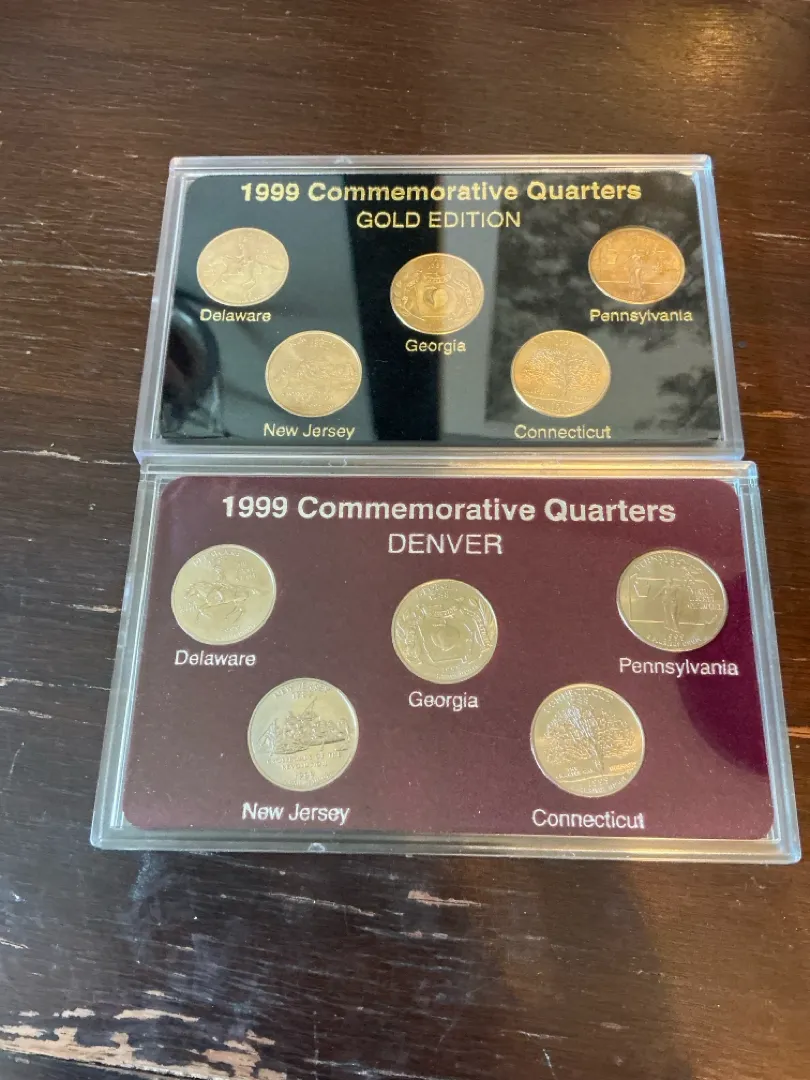 1999 Commemorative Quarters
GOLD EDITION
Delaware
Georgia
Pennsylvania
New Jersey
Connecticut
1999 Commemorative Quarters
DENVER
Delaware
Georgia
Pennsylvania
New Jersey
Connecticut